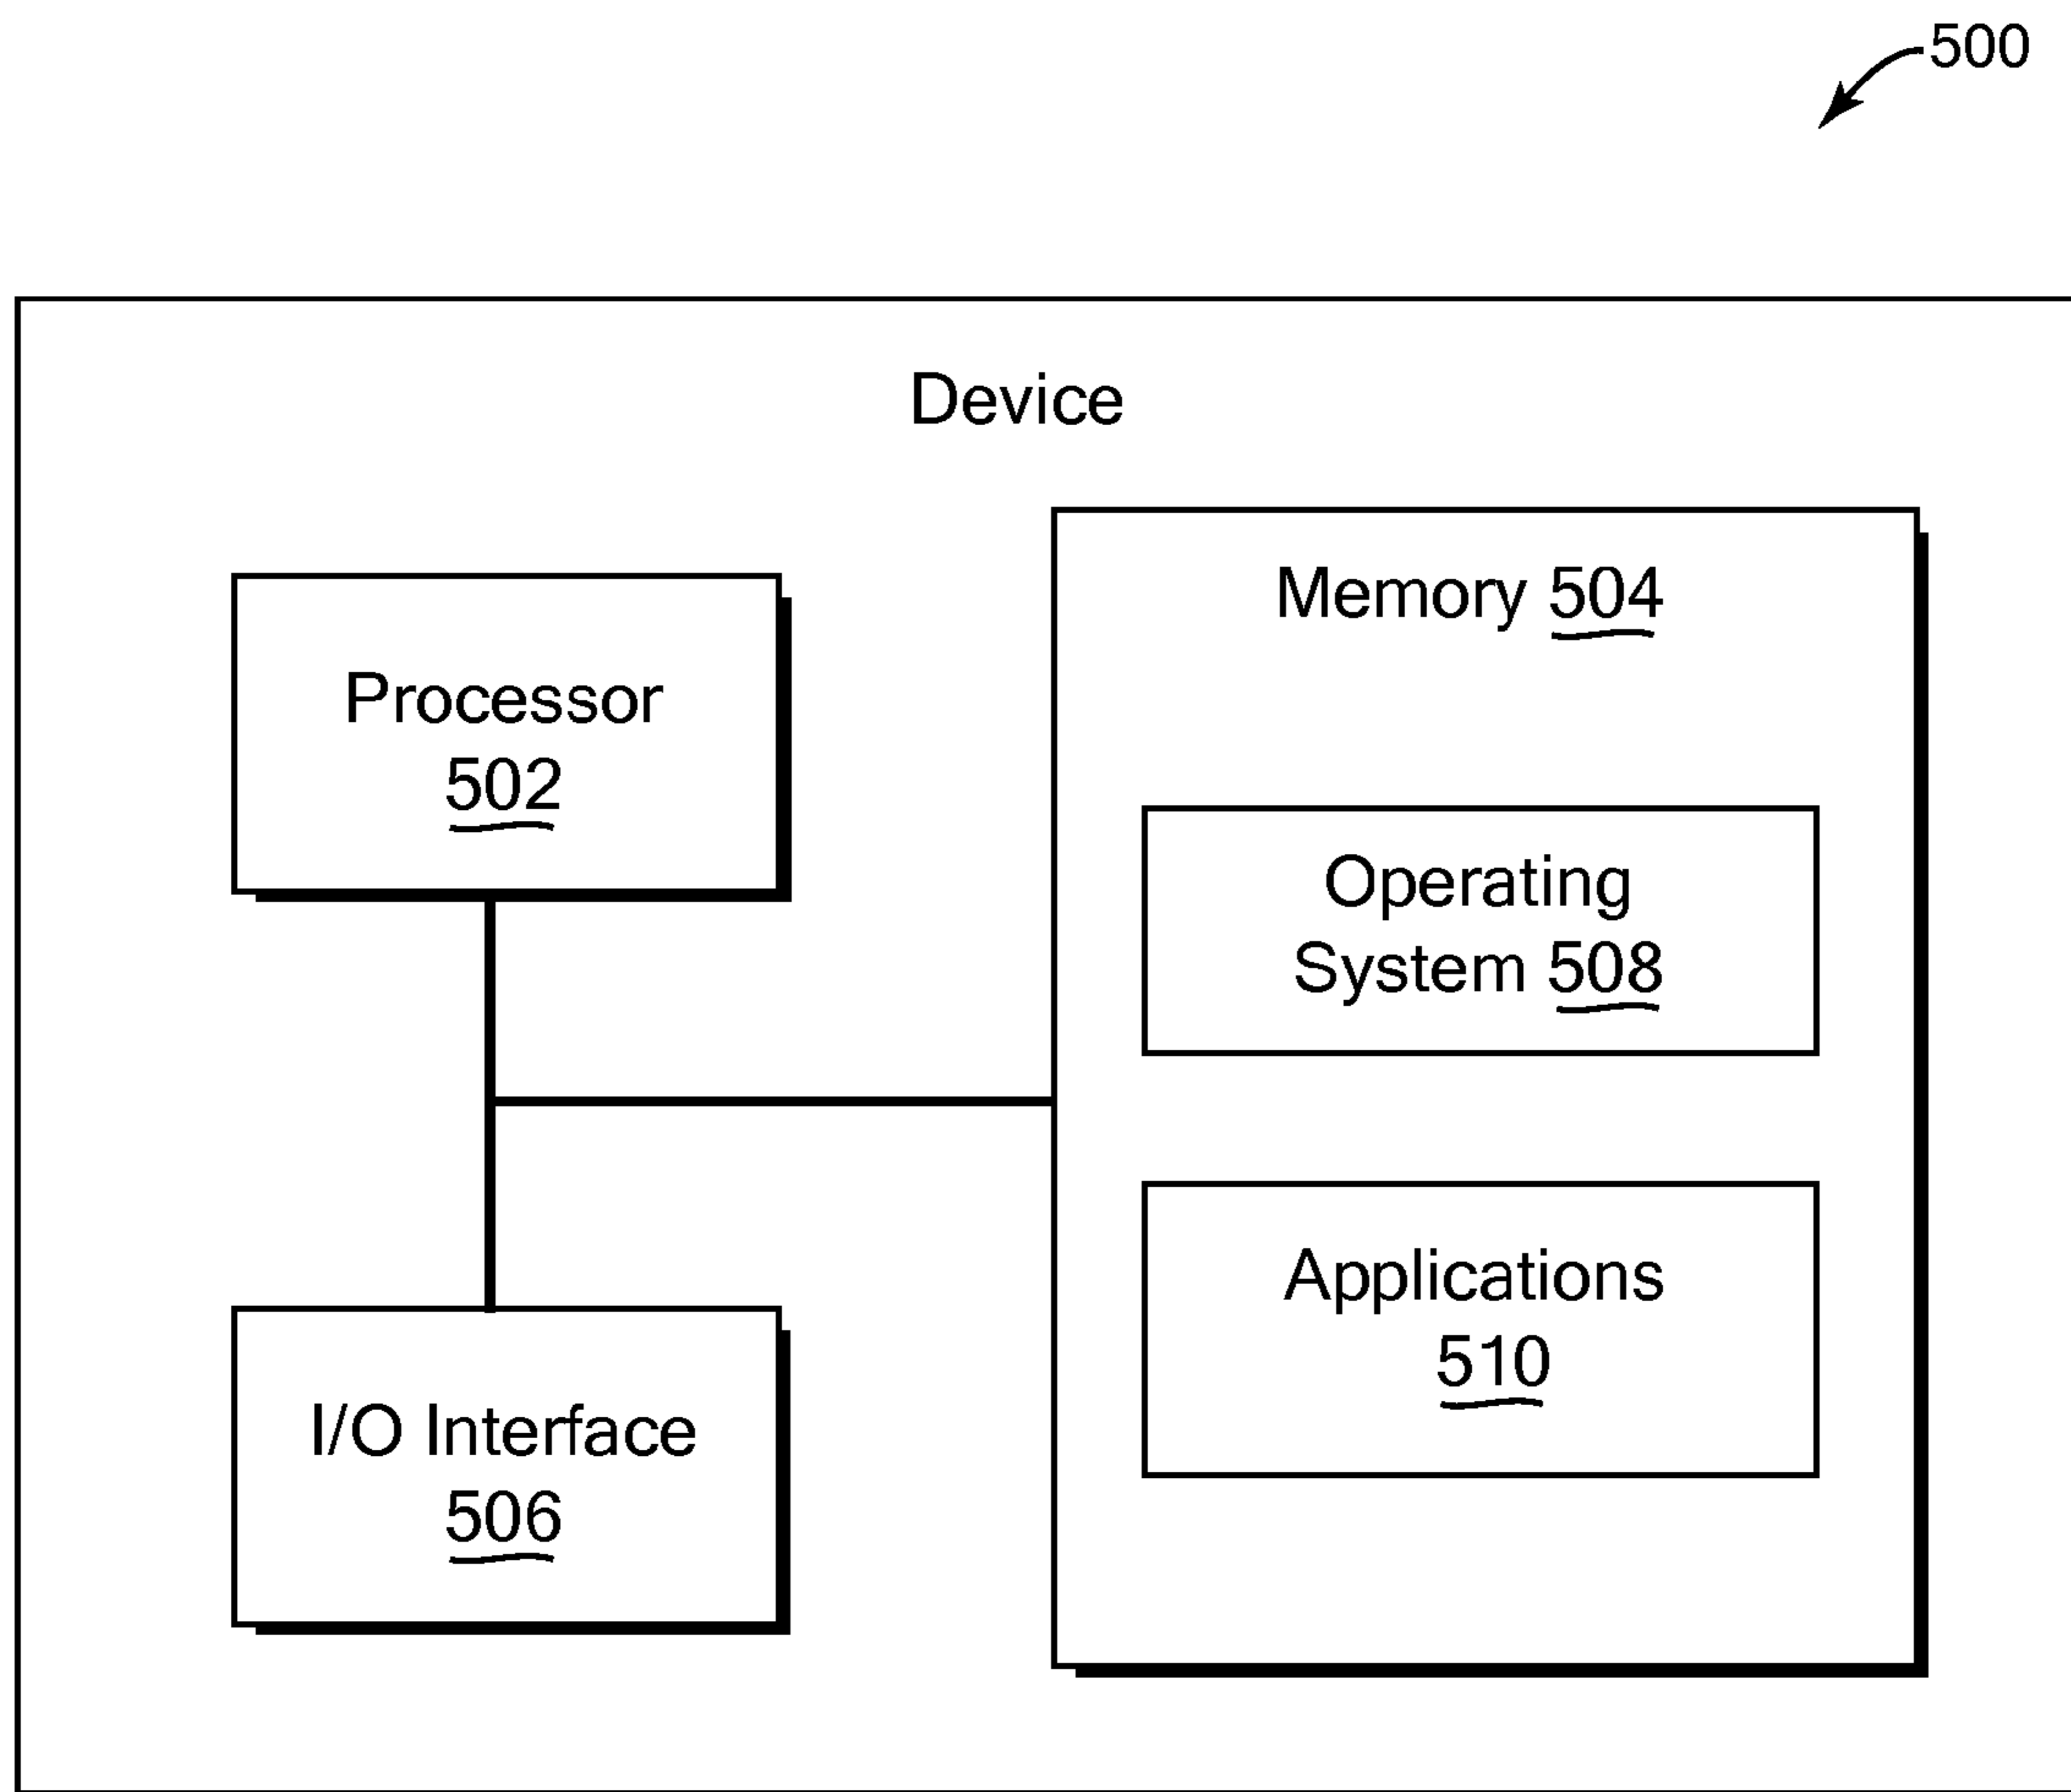 500
Device
Processor
502
Memory 504
Operating
System 508
Applications
510
I/O Interface
506